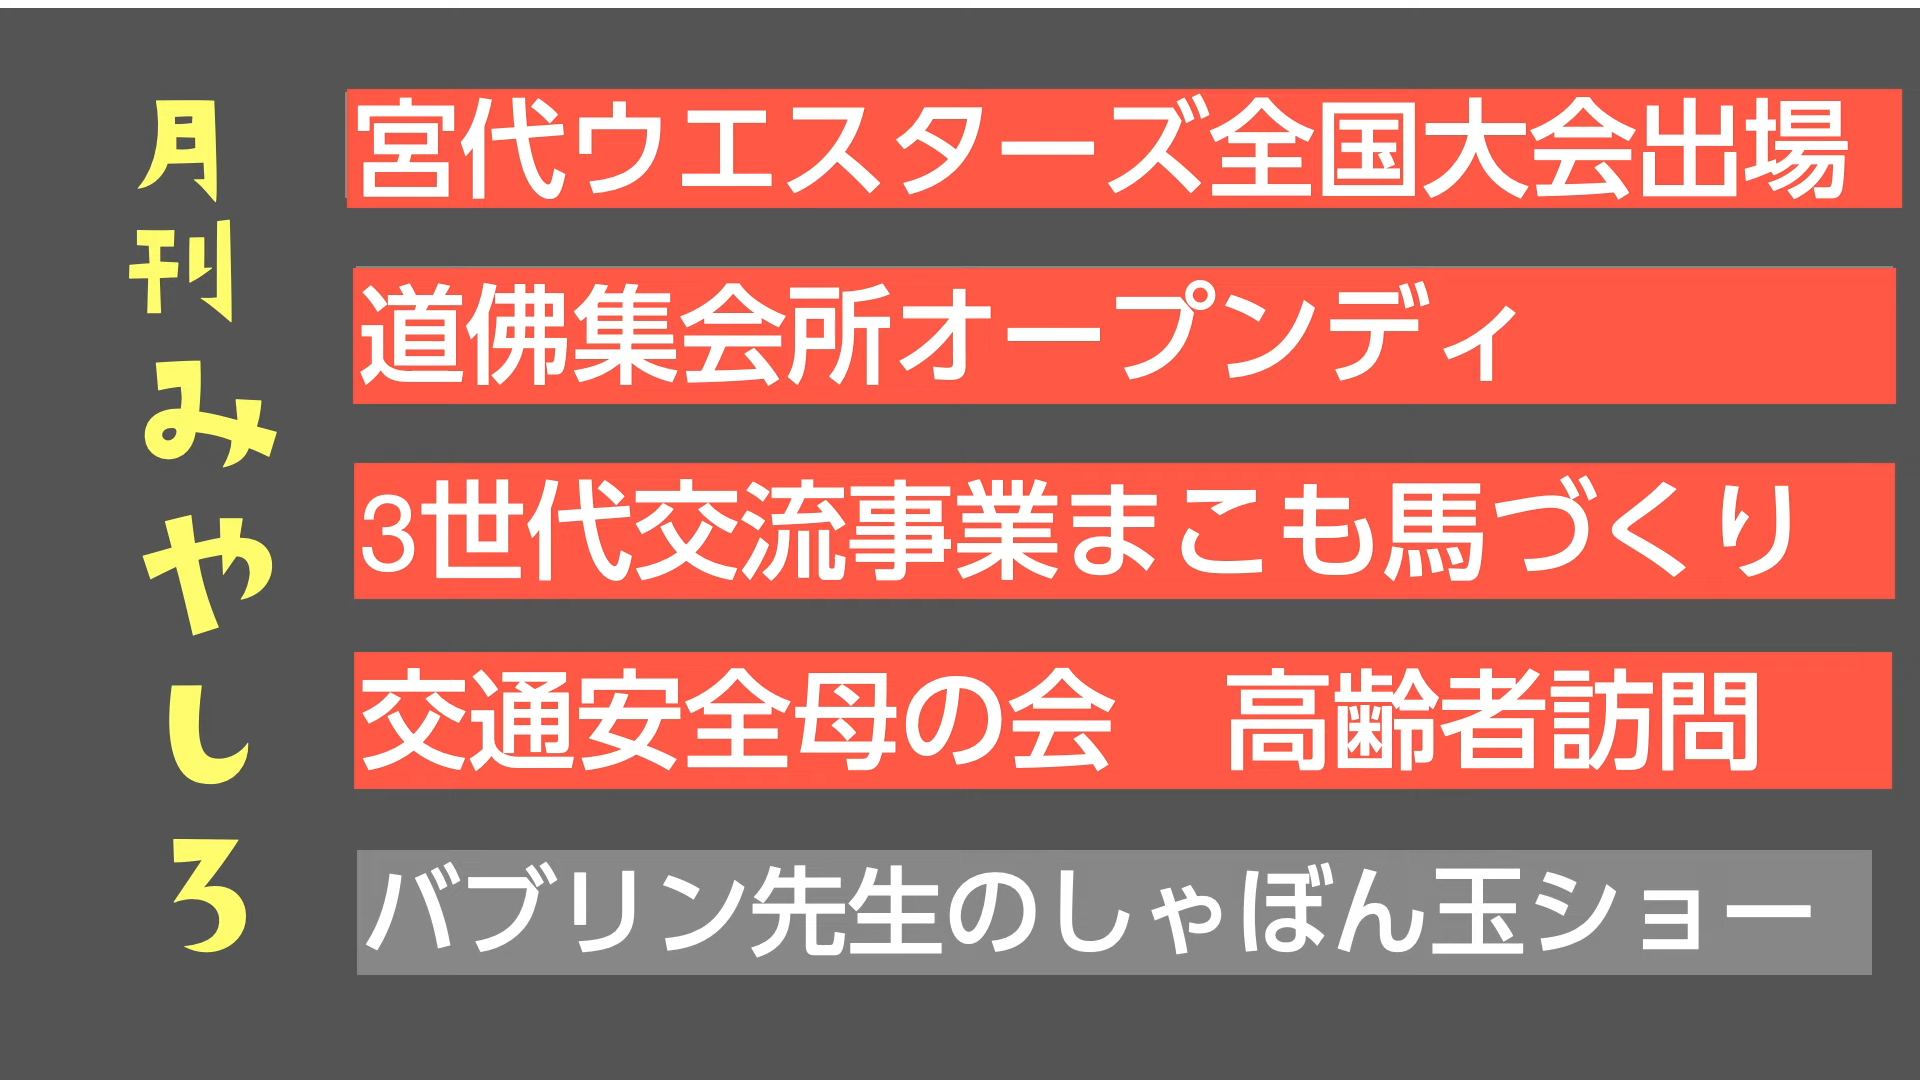 月刊みやしろ
宮代ウエスターズ全国大会出場
道佛集会所オープンディ
3世代交流事業まこも馬づくり
交通安全母の会　高齢者訪問
バブリン先生のしゃぼん玉ショー